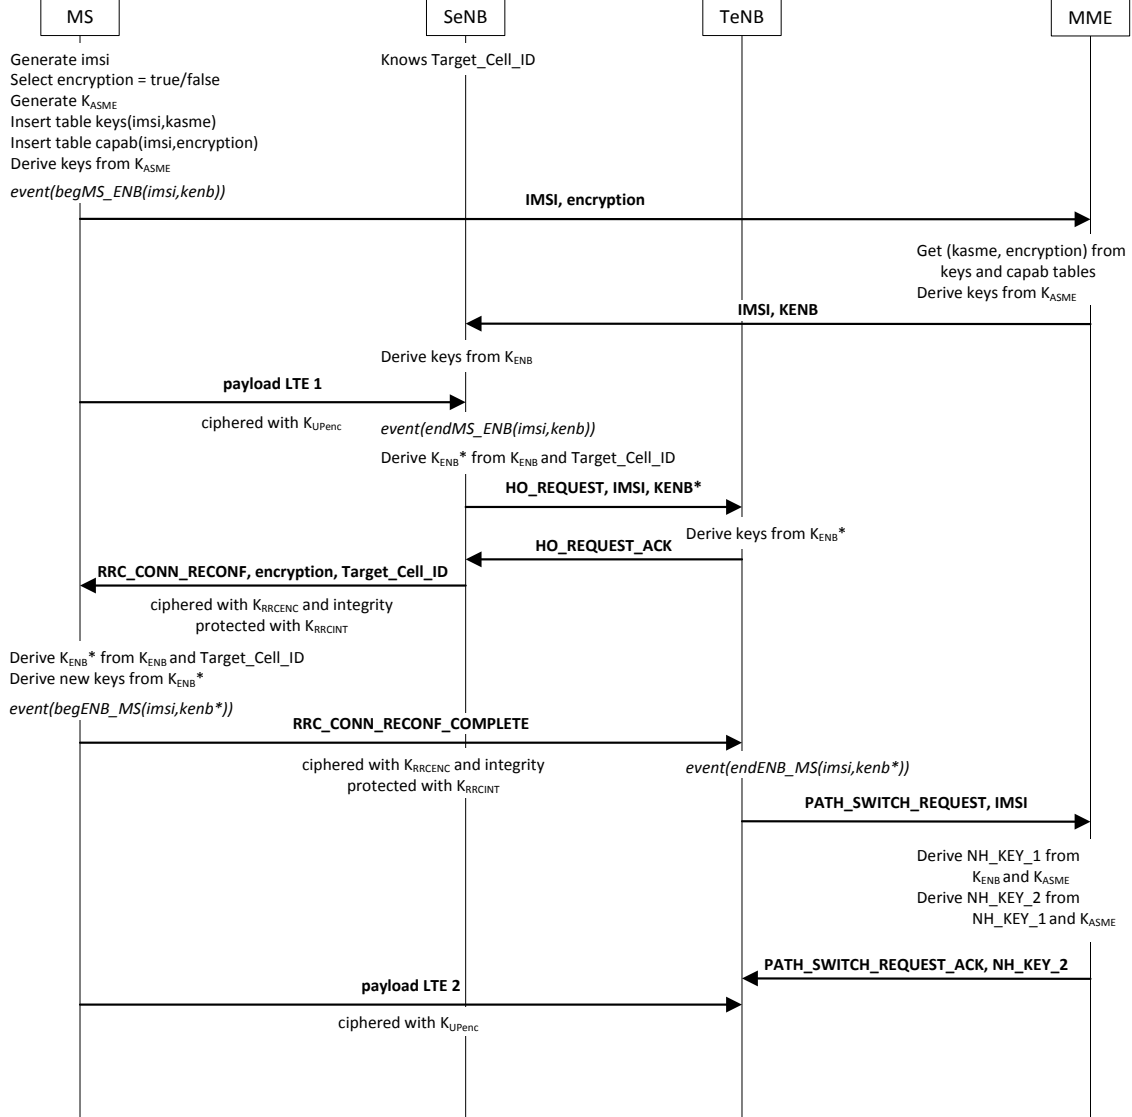 MS SeNB TeNB MME
Generate imsi
Knows Target_Cell_ID
Select encryption = true/false
Generate KASME
Insert table keys(imsi,kasme)
Insert table capab(imsi,encryption)
Derive keys from KASME
event(begMS_ENB(imsi,kenb))
IMSI, encryption
Get (kasme, encryption) from
keys and capab tables
Derive keys from KASME
IMSI, KENB
Derive keys from KENB
payload LTE 1
ciphered with KUPenc
event(endMS_ENB(imsi,kenb))
Derive KENB* from KENB and Target_Cell_ID
HO_REQUEST, IMSI, KENB*
Derive keys from KENB*
HO_REQUEST_ACK
RRC_CONN_RECONF, encryption, Target_Cell_ID
ciphered with KRRCENC and integrity
protected with KRRCINT
Derive KENB* from KENB and Target_Cell_ID
Derive new keys from KENB*
event(begENB_MS(imsi,kenb*))
RRC_CONN_RECONF_COMPLETE
ciphered with KRRCENC and integrity
protected with KRRCINT
event(endENB_MS(imsi,kenb*))
PATH_SWITCH_REQUEST, IMSI
Derive NH_KEY_1 from
KENB and KASME
Derive NH_KEY_2 from
NH_KEY_1 and KASME
PATH_SWITCH_REQUEST_ACK, NH_KEY_2
payload LTE 2
ciphered with KUPenc